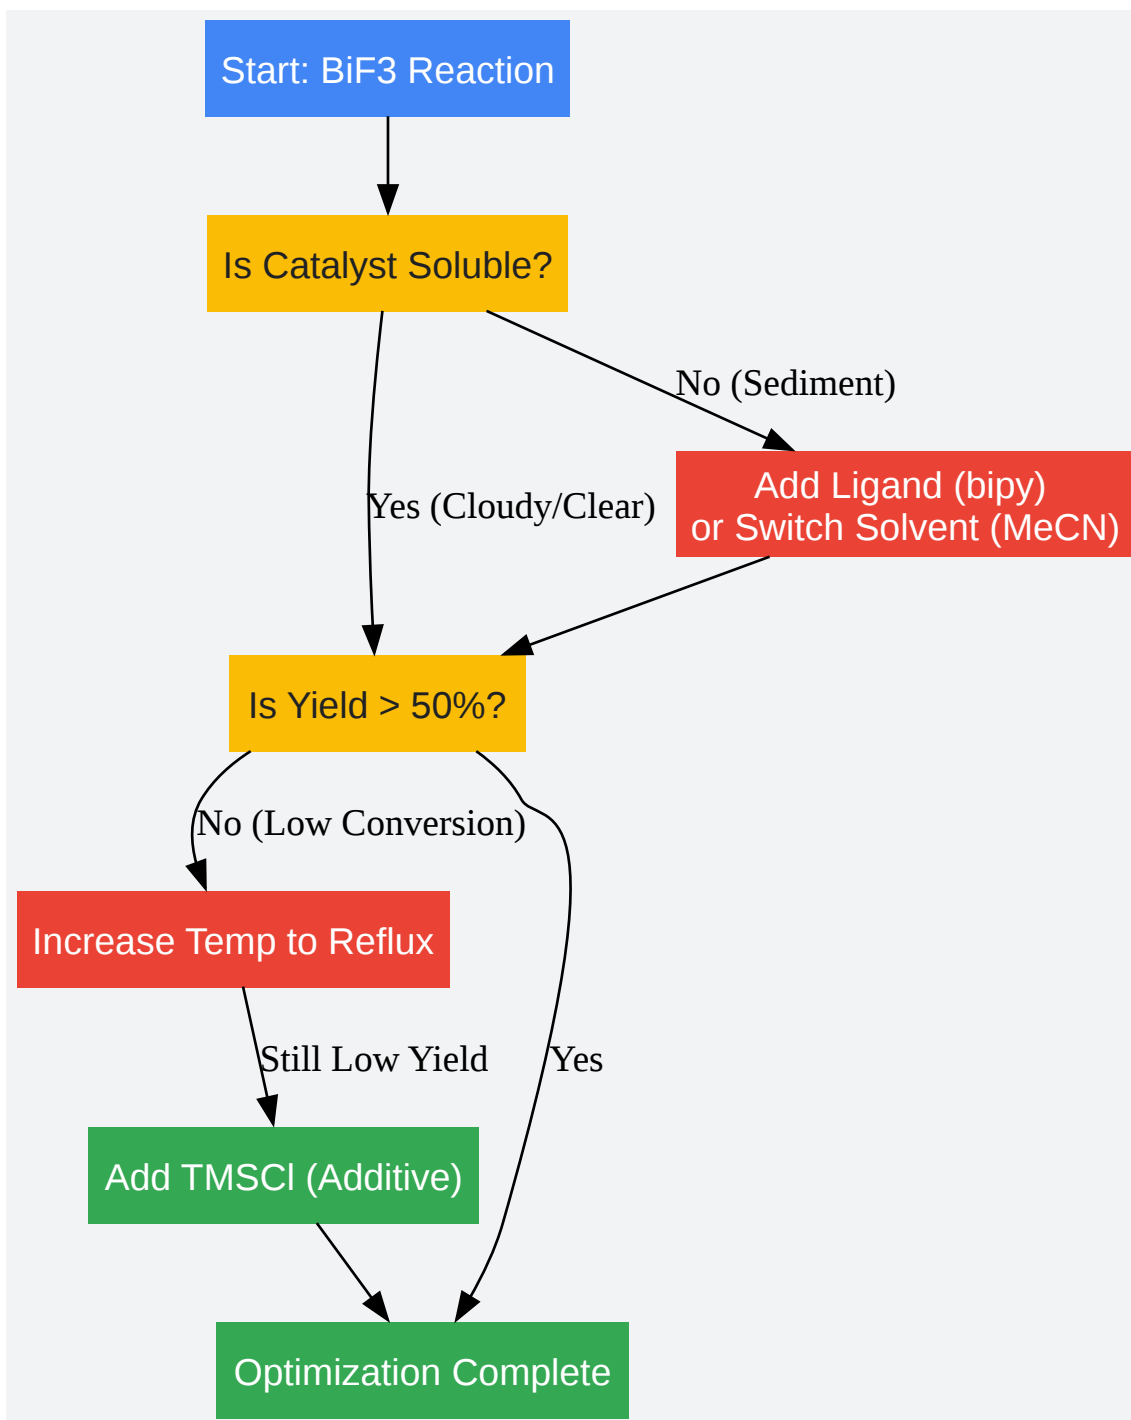 Start: BiF3 Reaction
Is Catalyst Soluble?
No (Sediment)
Yes (Cloudy/Clear)
Add Ligand (bipy)
or Switch Solvent (MeCN)
Is Yield > 50%?
No (Low Conversion)
Increase Temp to Reflux
Still Low Yield
Yes
Add TMSCl (Additive)
Optimization Complete